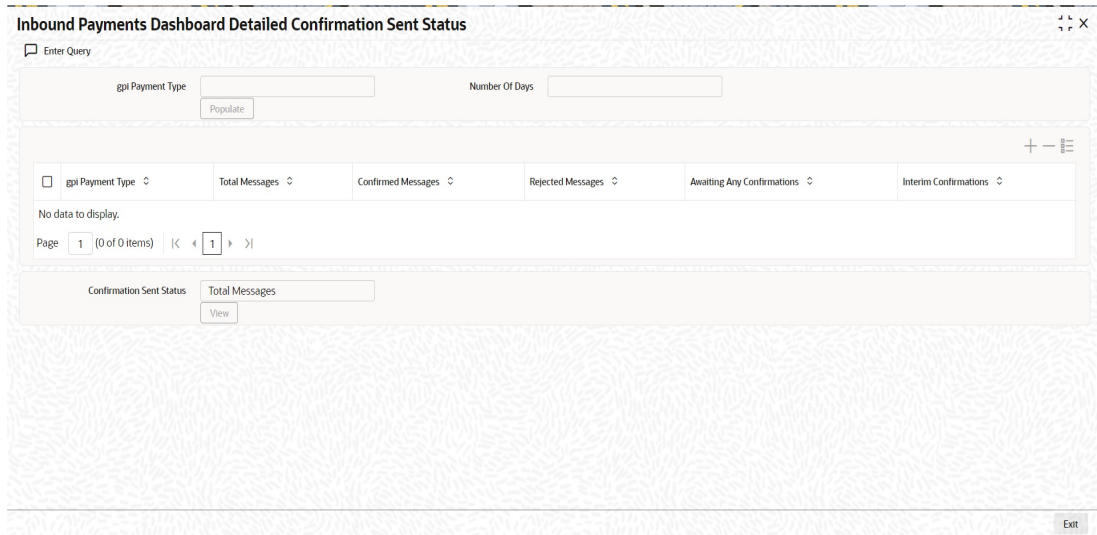 Inbound Payments Dashboard Detailed Confirmation Sent Status
Enter Query
gpi Payment Type Number Of Days
Populate
gpi Payment Type Total Messages Confirmed Messages Rejected Messages Awaiting Any Confirmations Interim Confirmations
No data to display.
Page 1 (0 of 0 items) 1
Confirmation Sent Status Total Messages
View
Exit